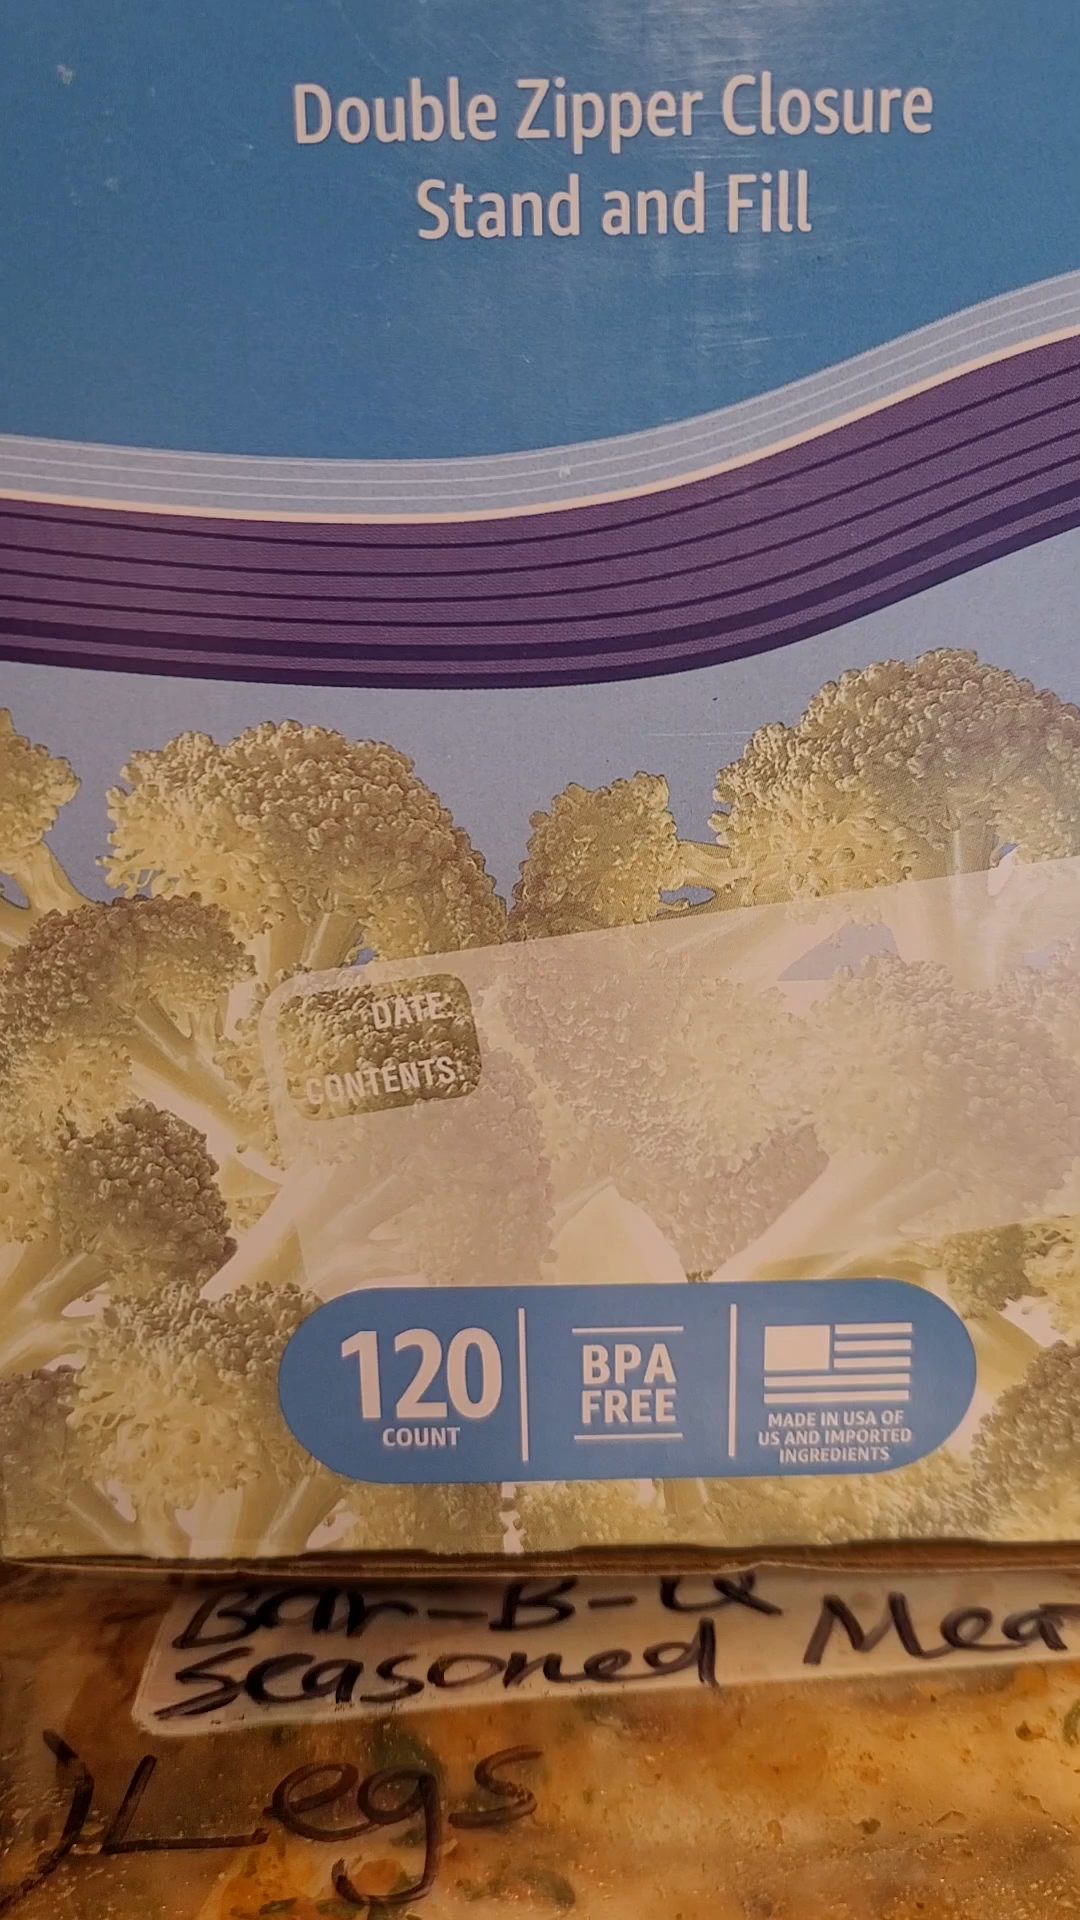 Double Zipper Closure
Stand and Fill
DATE:
CONTENTS:
120
COUNT
BPA
FREE
MADE IN USA OF
US AND IMPORTED
INGREDIENTS
Bar-B-Q
Seasoned Meat
Legs